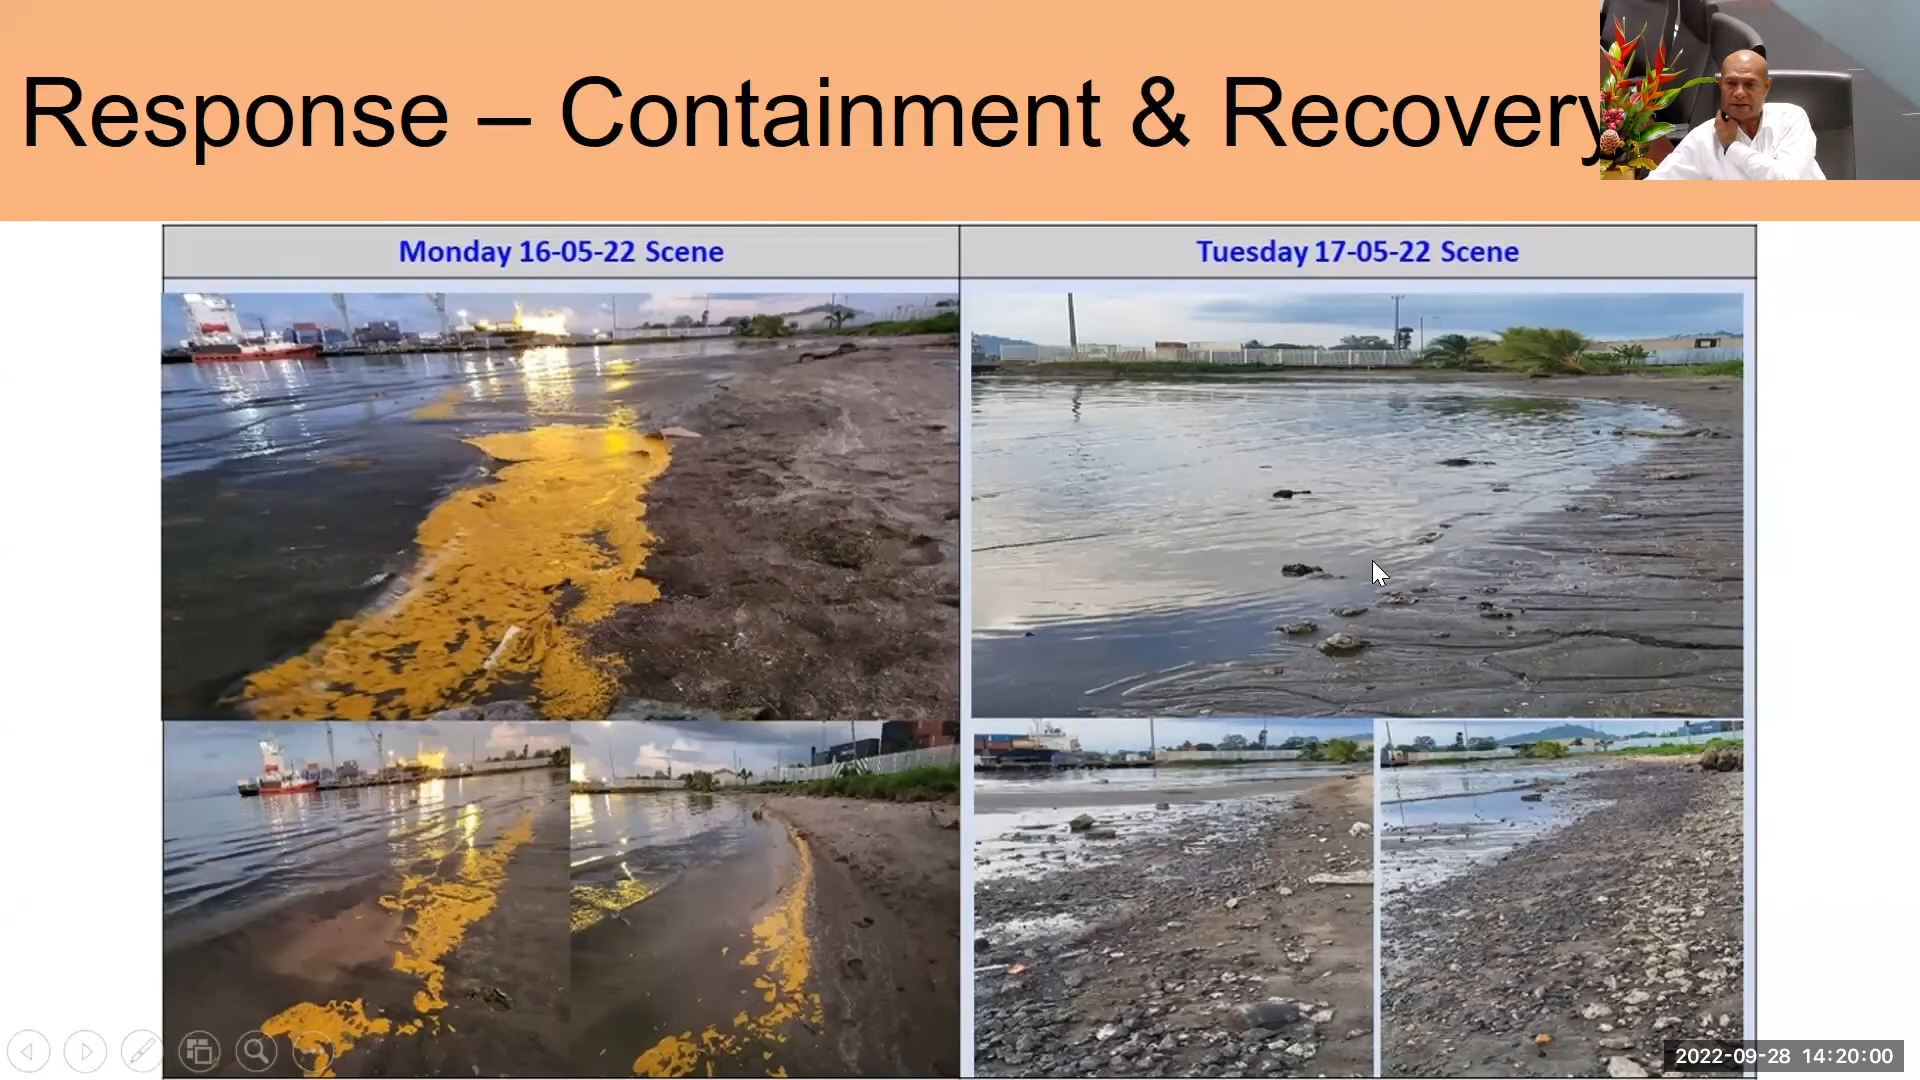 Response – Containment & Recovery
Monday 16-05-22 Scene
Tuesday 17-05-22 Scene
2022-09-28 14:20:00